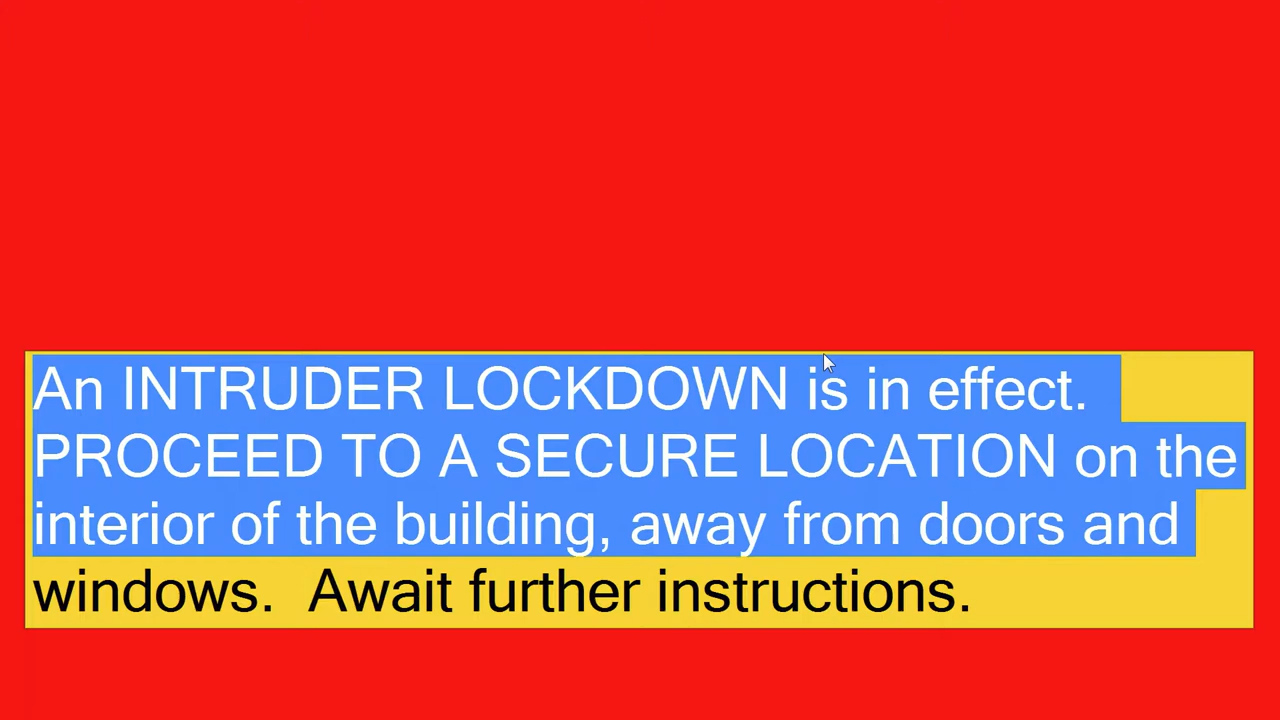 An INTRUDER LOCKDOWN is in effect.
PROCEED TO A SECURE LOCATION on the
interior of the building, away from doors and
windows.  Await further instructions.